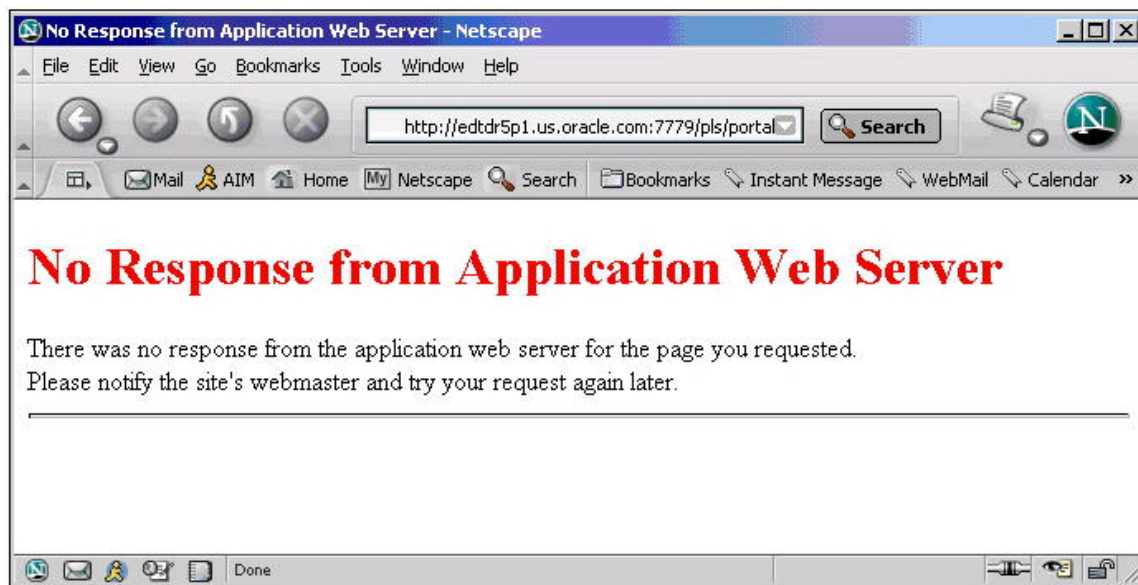 No Response from Application Web Server - Netscape
File Edit View Go Bookmarks Tools Window Help
http://edtdr5p1.us.oracle.com:7779/pls/portal Search N
Mail AIM Home My Netscape Search Bookmarks Instant Message WebMail Calendar »
No Response from Application Web Server
There was no response from the application web server for the page you requested.
Please notify the site's webmaster and try your request again later.
Done